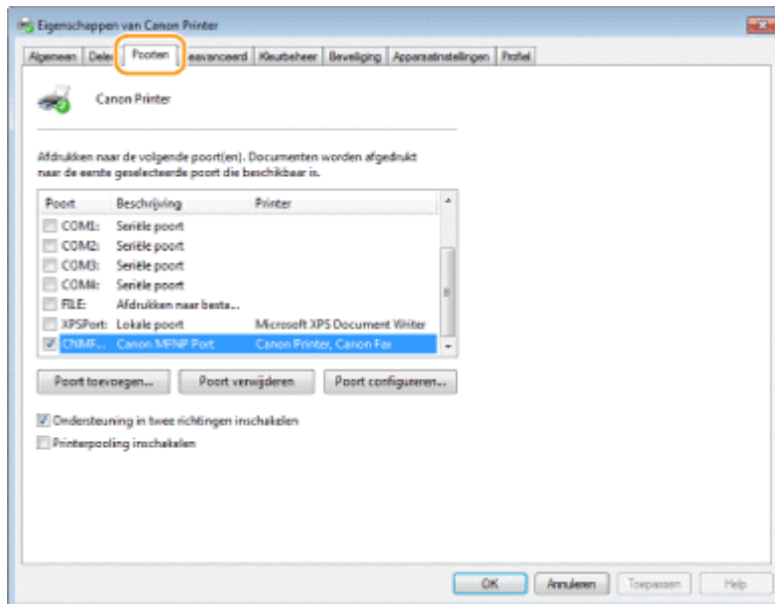 Eigenschappen van Canon Printer
Algemeen Delen Poorten Geavanceerd Kleurbeheer Beveiliging Apparaatinstellingen Profiel
Canon Printer
Afdrukken naar de volgende poort(en). Documenten worden afgedrukt
naar de eerste geselecteerde poort die beschikbaar is.
Poort Beschrijving Printer
COM1: Seriële poort
COM2: Seriële poort
COM3: Seriële poort
COM4: Seriële poort
FILE: Afdrukken naar besta...
XPSPort: Lokale poort Microsoft XPS Document Writer
CNMF... Canon MFNP Port Canon Printer, Canon Fax
Poort toevoegen... Poort verwijderen Poort configureren...
Ondersteuning in twee richtingen inschakelen
Printerpooling inschakelen
OK Annuleren Toepassen Help